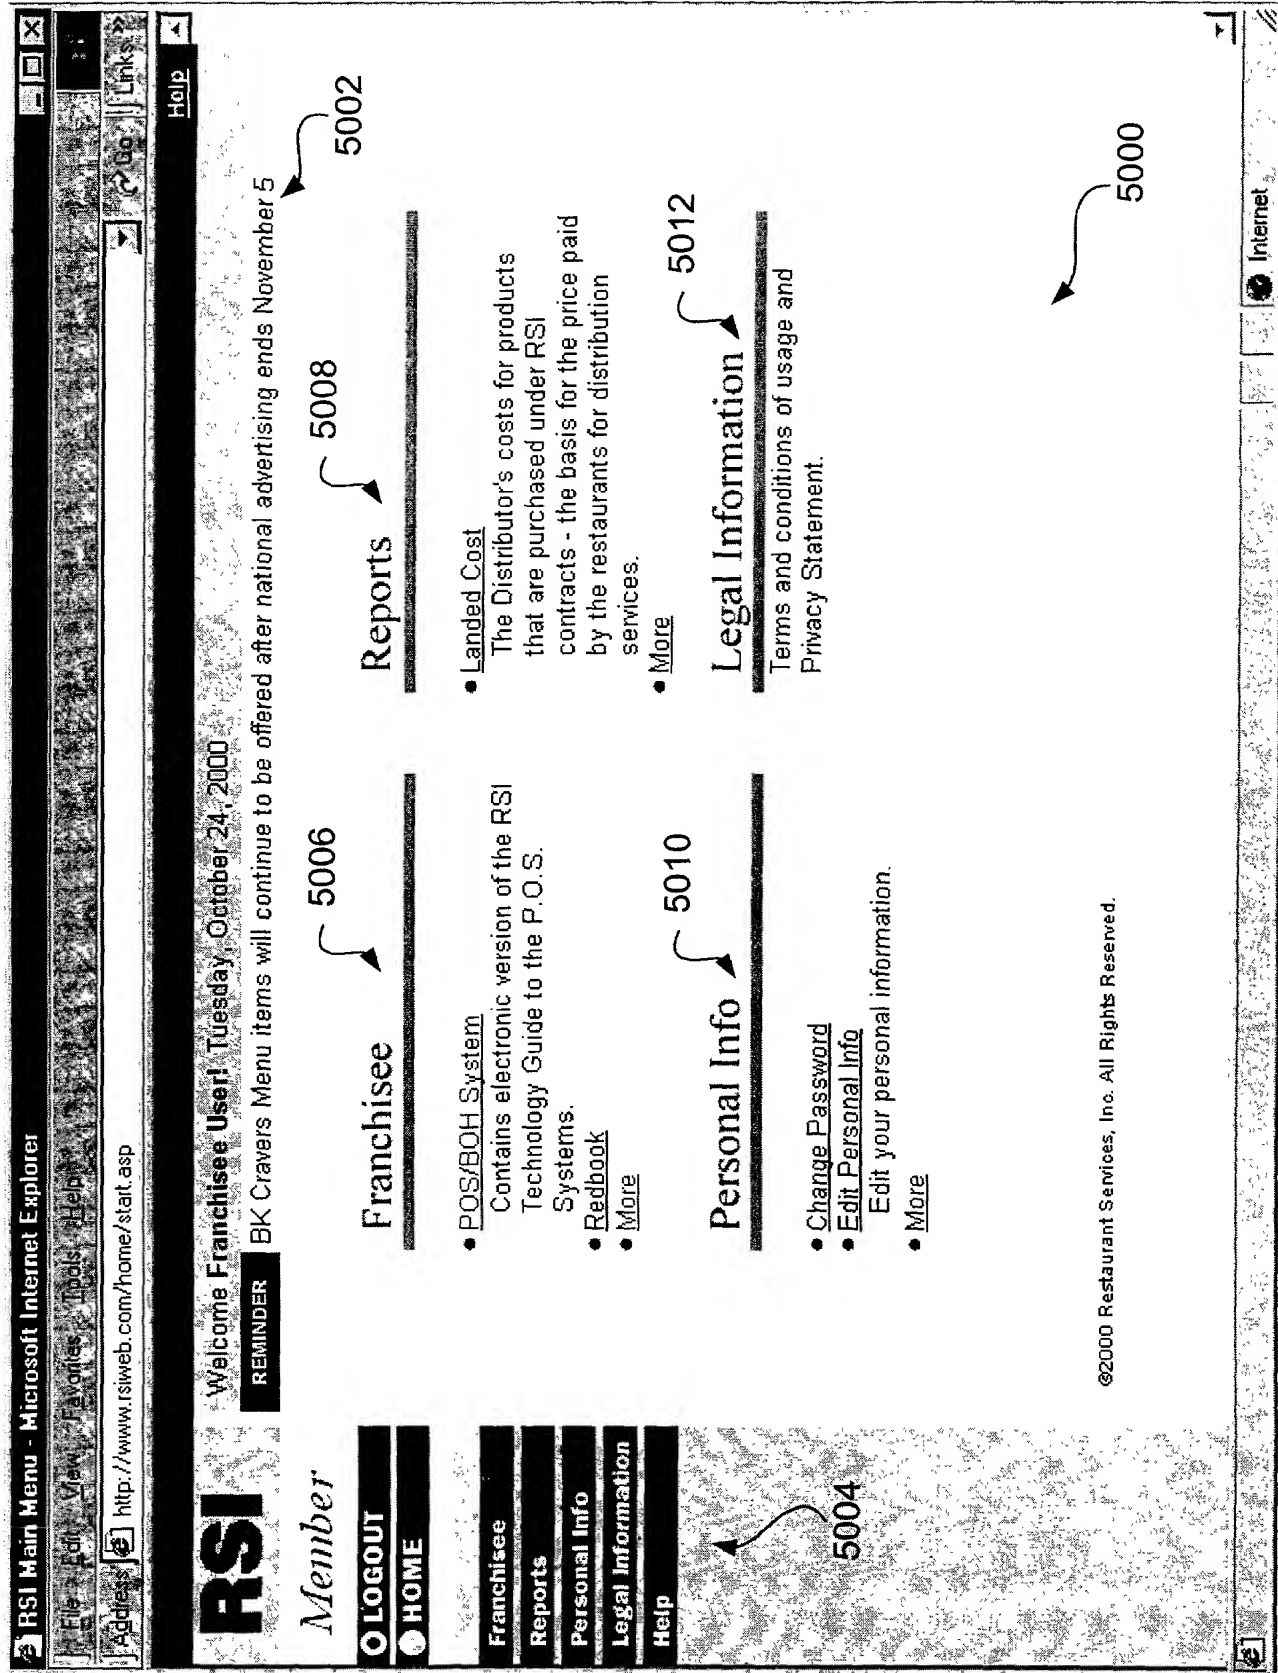 RSI Main Menu - Microsoft Internet Explorer
File Edit View Favorites Tools Help
Address http://www.rsiweb.com/home/start.asp Go Links »
Help
RSI
Welcome Franchisee User! Tuesday, October 24, 2000
REMINDER BK Cravers Menu items will continue to be offered after national advertising ends November 5
5002
Member
LOGOUT
HOME
Franchisee
Reports
Personal Info
Legal Information
Help
5004
Franchisee
5006
• POS/BOH System
Contains electronic version of the RSI
Technology Guide to the P.O.S.
Systems.
• Redbook
• More
Reports
5008
• Landed Cost
The Distributor's costs for products
that are purchased under RSI
contracts - the basis for the price paid
by the restaurants for distribution
services.
• More
Personal Info
5010
• Change Password
• Edit Personal Info
Edit your personal information.
• More
Legal Information
5012
Terms and conditions of usage and
Privacy Statement.
5000
©2000 Restaurant Services, Inc. All Rights Reserved.
Internet